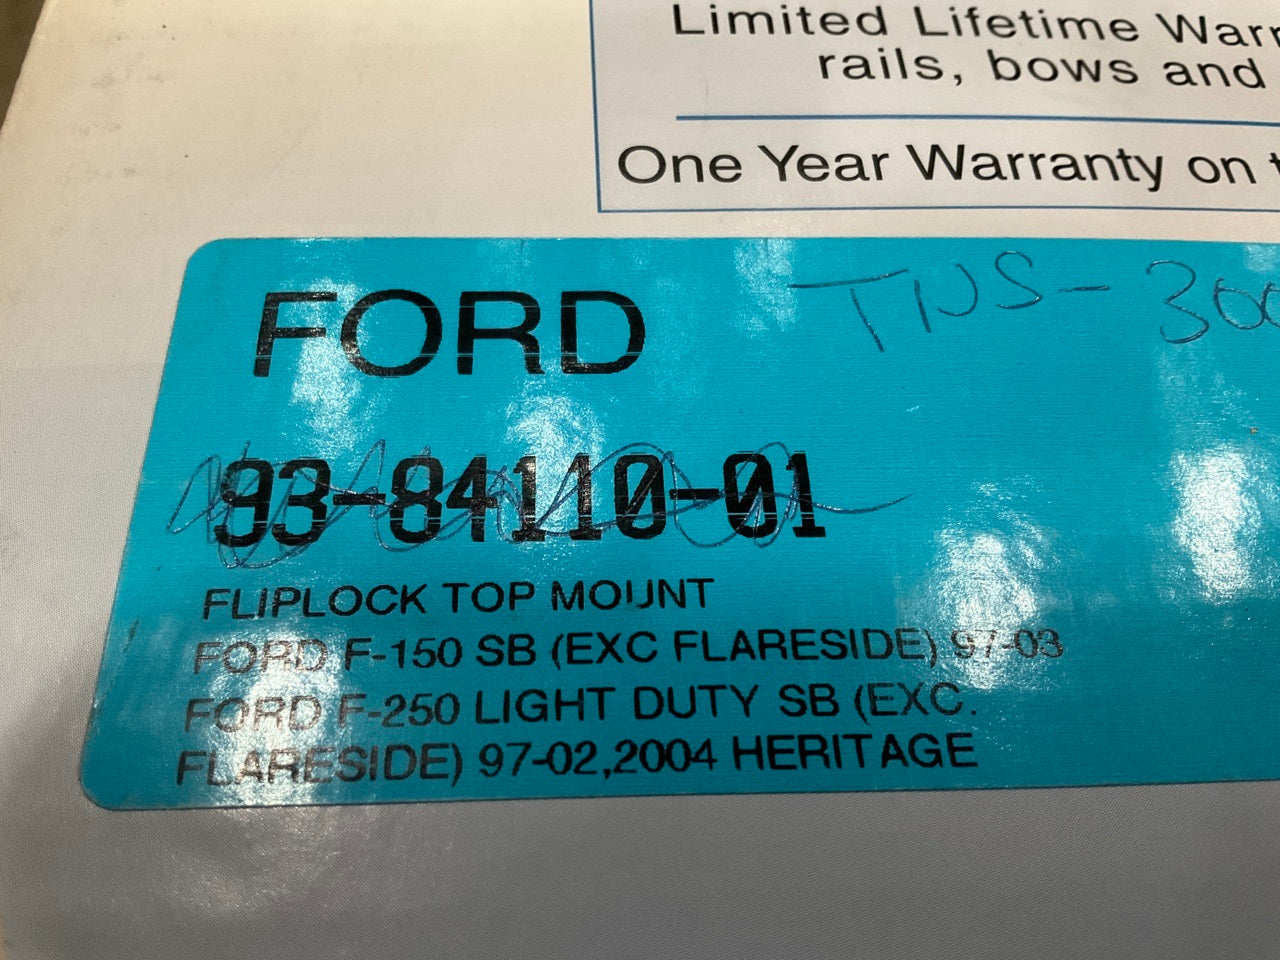 Limited Lifetime Warr
rails, bows and
One Year Warranty on t
FORD
TNS-300
93-84110-01
FLIPLOCK TOP MOUNT
FORD F-150 SB (EXC FLARESIDE) 97-03
FORD F-250 LIGHT DUTY SB (EXC.
FLARESIDE) 97-02,2004 HERITAGE